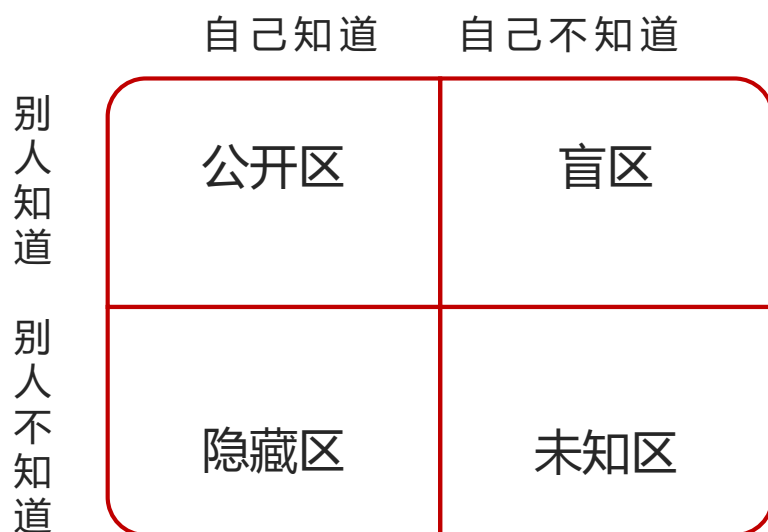 自己知道
自己不知道
别人知道
公开区
盲区
别人不知道
隐藏区
未知区